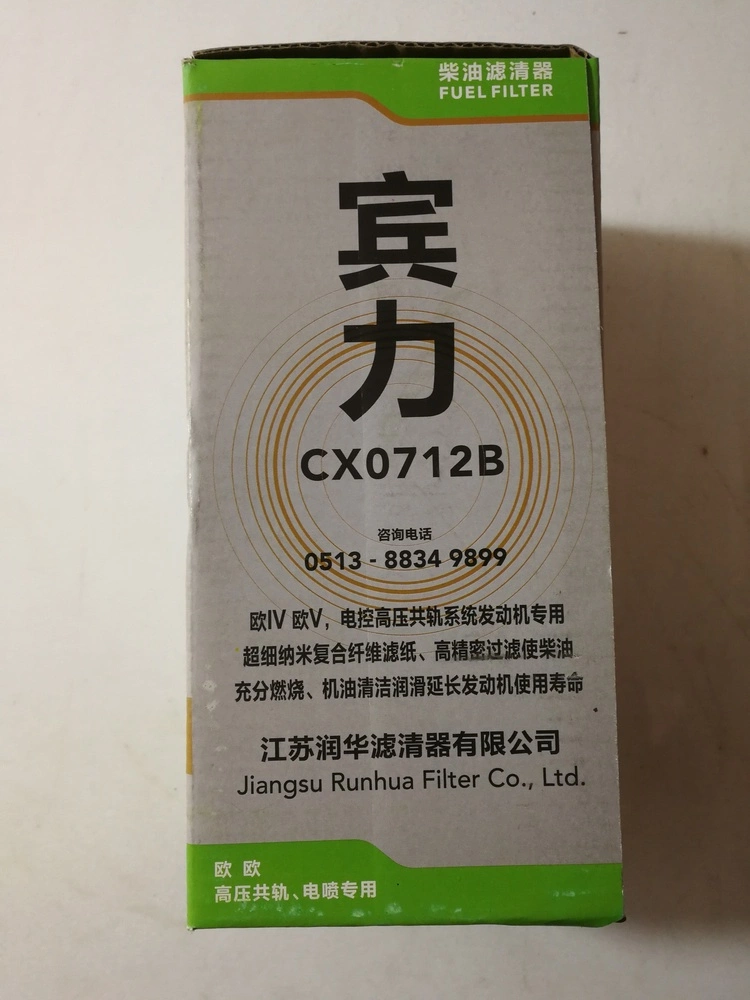 柴油滤清器
FUEL FILTER
宾
力
CX0712B
咨询电话
0513 - 8834 9899
欧IV 欧V，电控高压共轨系统发动机专用
超细纳米复合纤维滤纸、高精密过滤使柴油
充分燃烧、机油清洁润滑延长发动机使用寿命
江苏润华滤清器有限公司
Jiangsu Runhua Filter Co., Ltd.
欧 欧
高压共轨、电喷专用